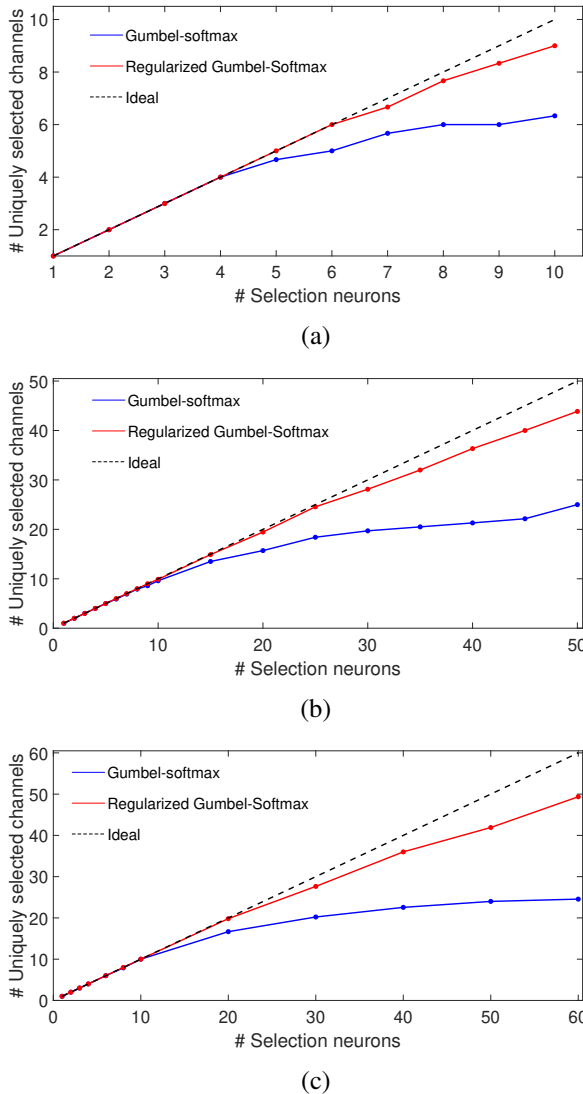 10
8
6
4
2
# Uniquely selected channels
Gumbel-softmax
Regularized Gumbel-Softmax
Ideal
1 2 3 4 5 6 7 8 9 10
# Selection neurons
(a)
50
40
30
20
10
0
# Uniquely selected channels
Gumbel-softmax
Regularized Gumbel-Softmax
Ideal
0 10 20 30 40 50
# Selection neurons
(b)
60
50
40
30
20
10
0
# Uniquely selected channels
Gumbel-softmax
Regularized Gumbel-Softmax
Ideal
0 10 20 30 40 50 60
# Selection neurons
(c)